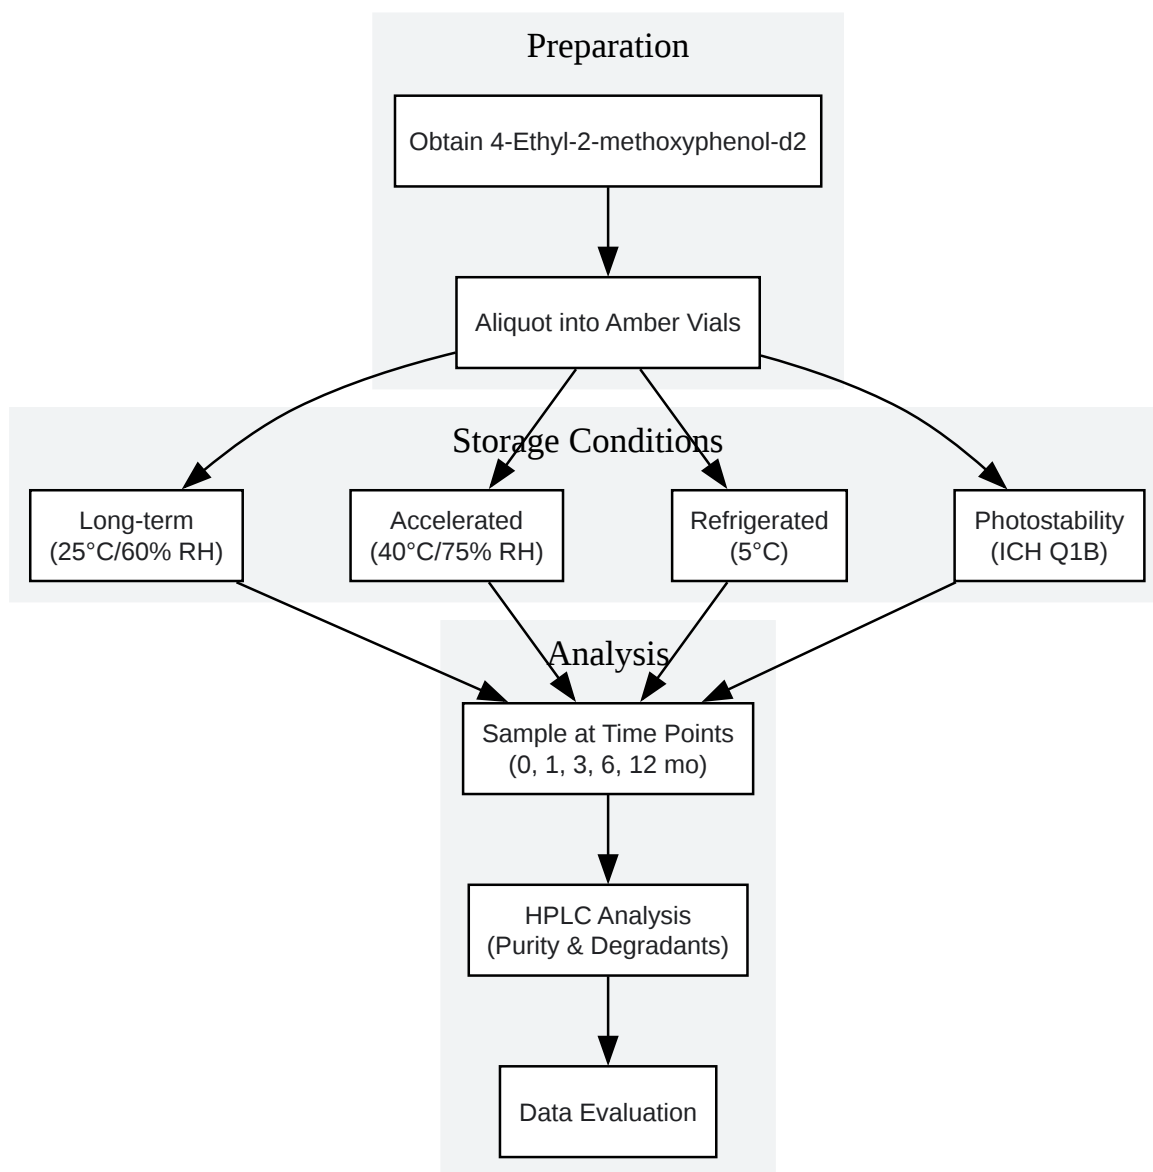 Preparation
Obtain 4-Ethyl-2-methoxyphenol-d2
Aliquot into Amber Vials
Storage Conditions
Long-term
(25°C/60% RH)
Accelerated
(40°C/75% RH)
Refrigerated
(5°C)
Photostability
(ICH Q1B)
Analysis
Sample at Time Points
(0, 1, 3, 6, 12 mo)
HPLC Analysis
(Purity & Degradants)
Data Evaluation